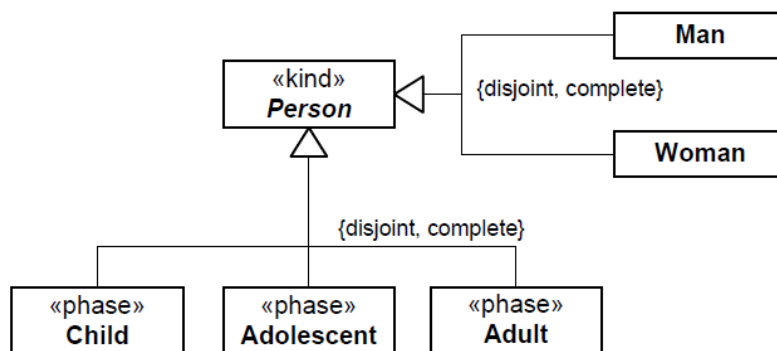 Man
«kind»
Person
{disjoint, complete}
Woman
{disjoint, complete}
«phase»
Child
«phase»
Adolescent
«phase»
Adult